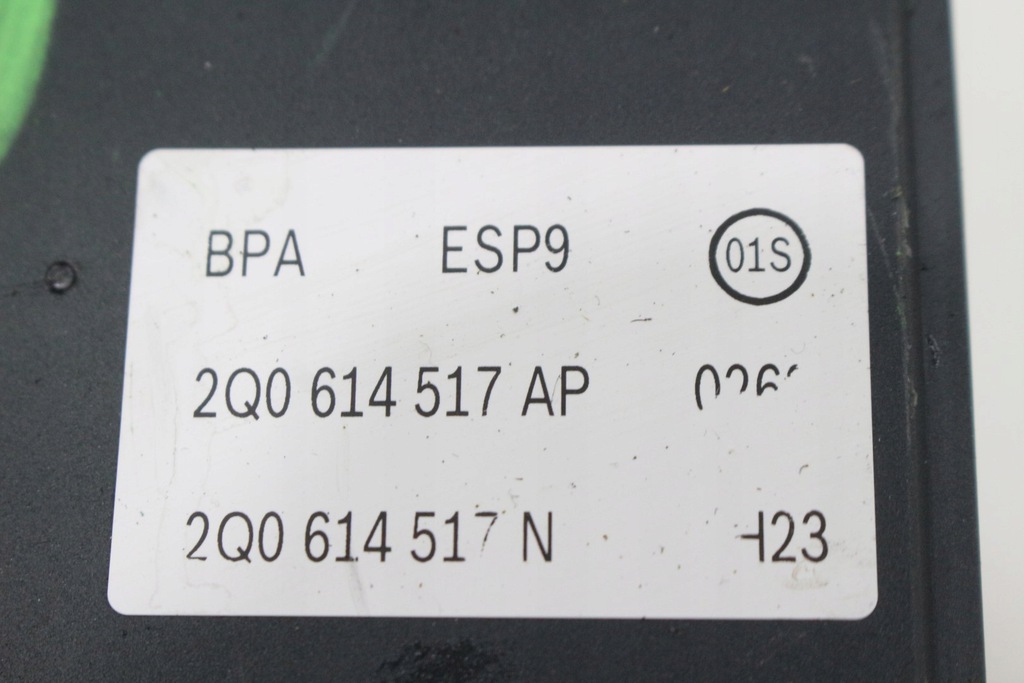 BPA ESP9 01S
2Q0 614 517 AP
2Q0 614 517 N H23